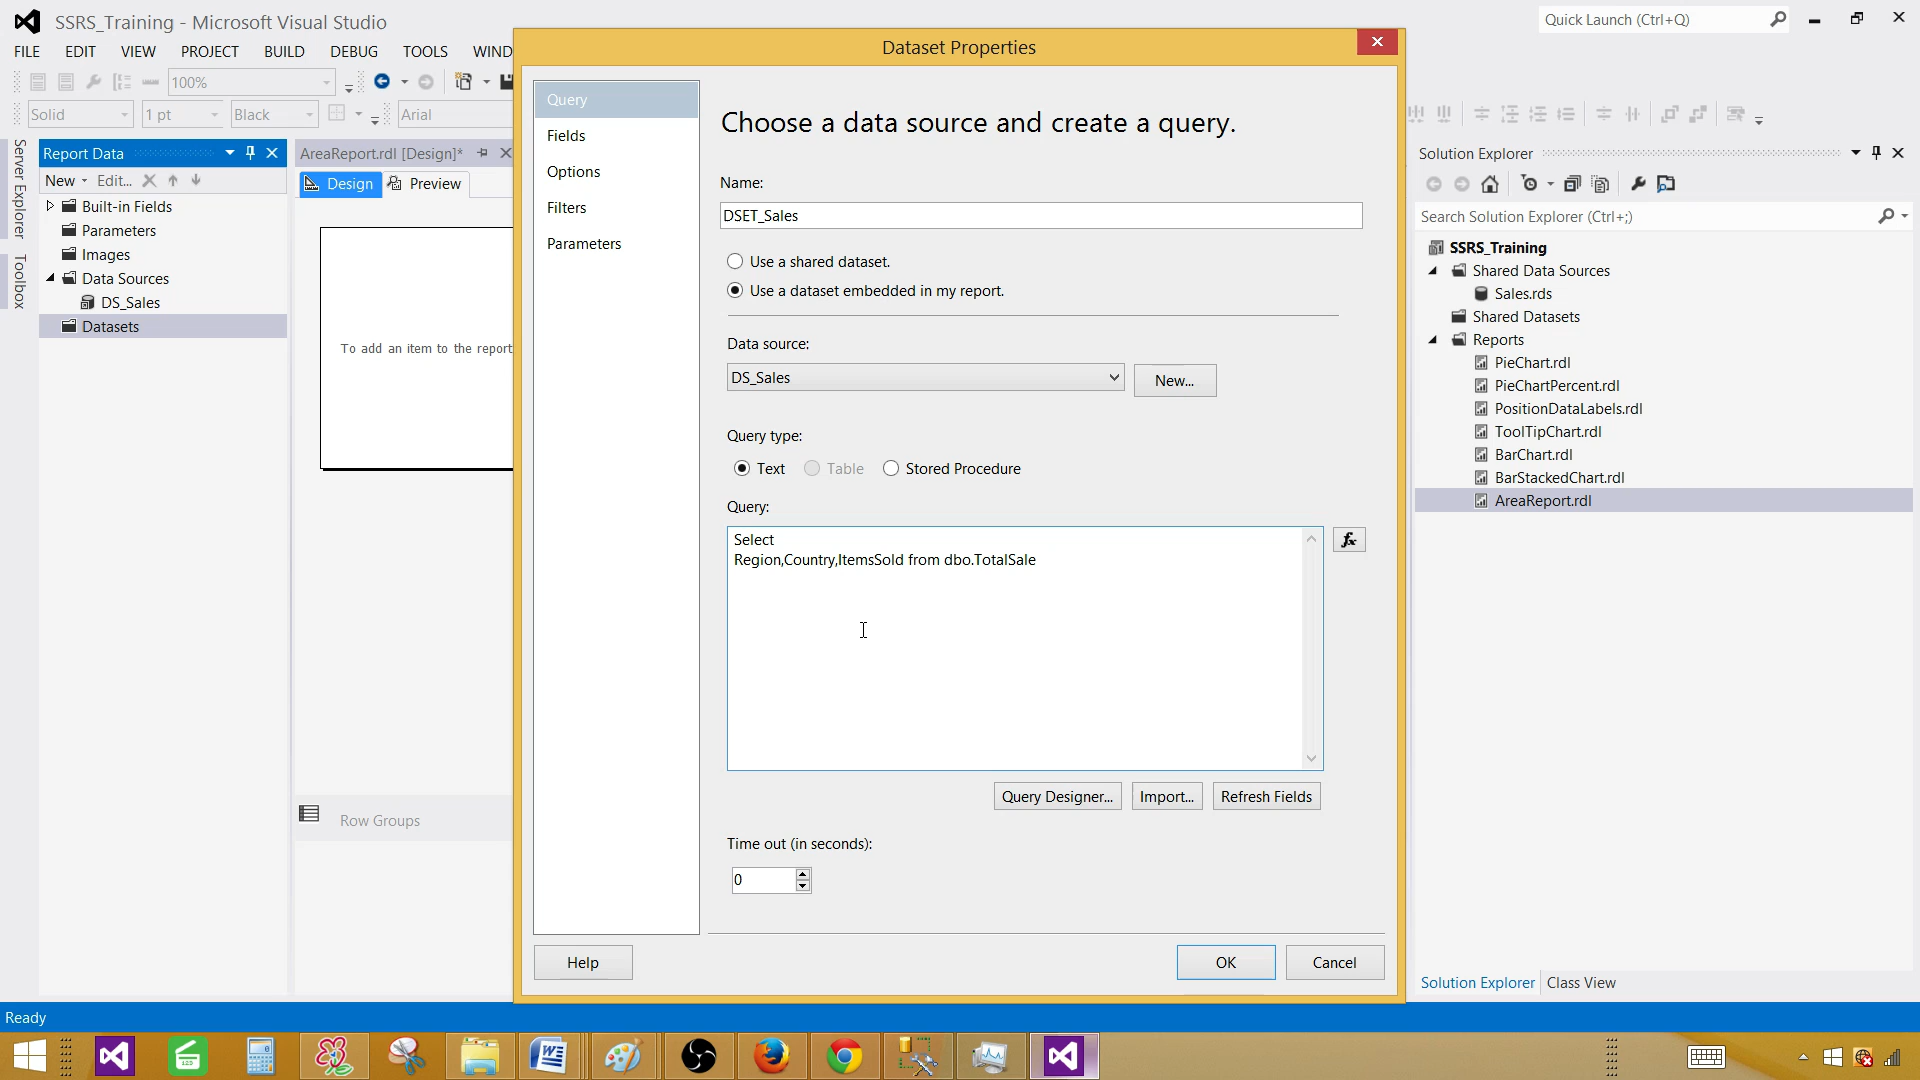 SSRS_Training - Microsoft Visual Studio
Quick Launch (Ctrl+Q)
FILE EDIT VIEW PROJECT BUILD DEBUG TOOLS WIND
100%
Solid 1 pt Black Arial
Dataset Properties
Server Explorer
Toolbox
Report Data
New Edit...
Built-in Fields
Parameters
Images
Data Sources
DS_Sales
Datasets
AreaReport.rdl [Design]*
Design Preview
To add an item to the report
Row Groups
Query
Fields
Options
Filters
Parameters
Choose a data source and create a query.
Name:
DSET_Sales
Use a shared dataset.
Use a dataset embedded in my report.
Data source:
DS_Sales
New...
Query type:
Text Table Stored Procedure
Query:
Select
Region,Country,ItemsSold from dbo.TotalSale
fx
Query Designer... Import... Refresh Fields
Time out (in seconds):
0
Help OK Cancel
Solution Explorer
Search Solution Explorer (Ctrl+;)
SSRS_Training
Shared Data Sources
Sales.rds
Shared Datasets
Reports
PieChart.rdl
PieChartPercent.rdl
PositionDataLabels.rdl
ToolTipChart.rdl
BarChart.rdl
BarStackedChart.rdl
AreaReport.rdl
Solution Explorer Class View
Ready